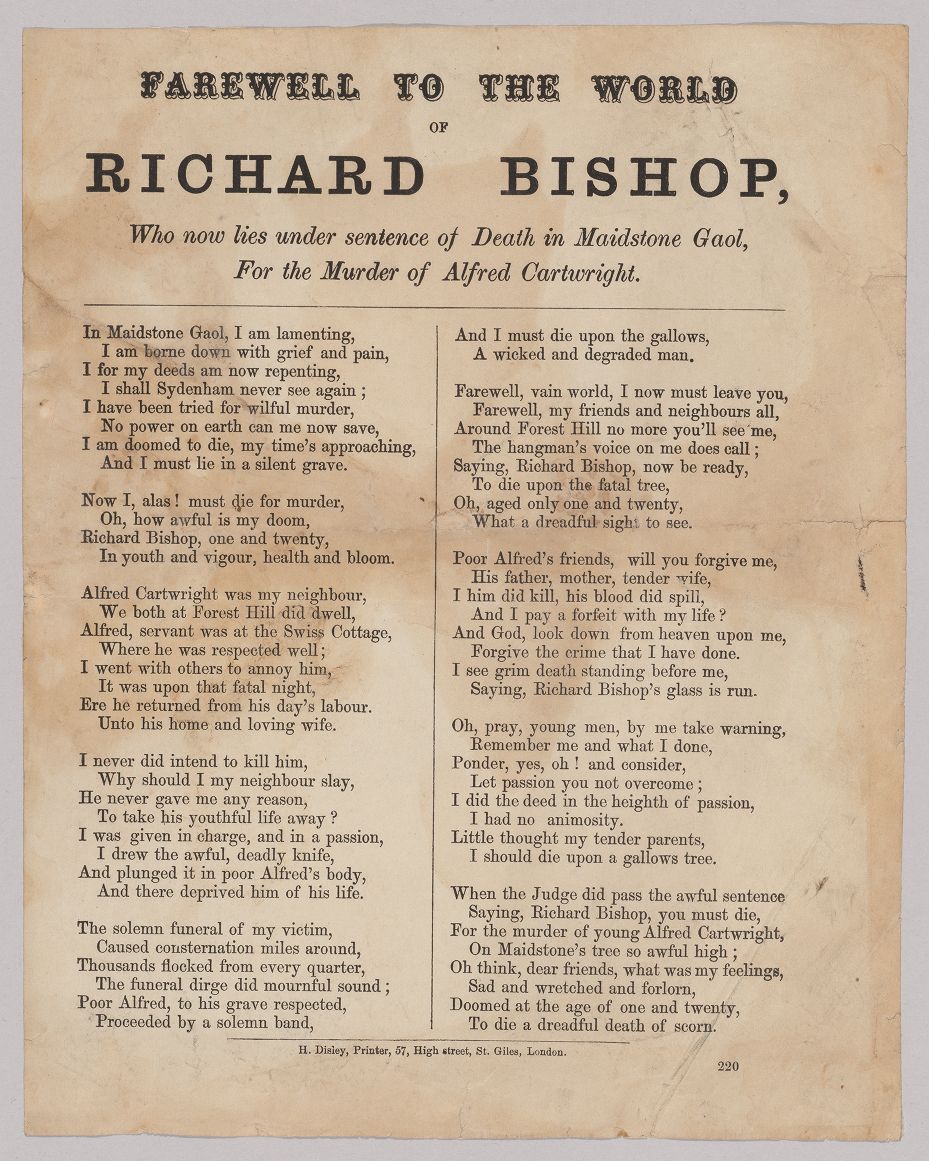 FAREWELL TO THE WORLD
OF
RICHARD BISHOP,
Who now lies under sentence of Death in Maidstone Gaol,
For the Murder of Alfred Cartwright.
In Maidstone Gaol, I am lamenting,
I am borne down with grief and pain,
I for my deeds am now repenting,
I shall Sydenham never see again ;
I have been tried for wilful murder,
No power on earth can me now save,
I am doomed to die, my time's approaching,
And I must lie in a silent grave.
Now I, alas! must die for murder,
Oh, how awful is my doom,
Richard Bishop, one and twenty,
In youth and vigour, health and bloom.
Alfred Cartwright was my neighbour,
We both at Forest Hill did dwell,
Alfred, servant was at the Swiss Cottage,
Where he was respected well;
I went with others to annoy him,
It was upon that fatal night,
Ere he returned from his day's labour.
Unto his home and loving wife.
I never did intend to kill him,
Why should I my neighbour slay,
He never gave me any reason,
To take his youthful life away ?
I was given in charge, and in a passion,
I drew the awful, deadly knife,
And plunged it in poor Alfred's body,
And there deprived him of his life.
The solemn funeral of my victim,
Caused consternation miles around,
Thousands flocked from every quarter,
The funeral dirge did mournful sound ;
Poor Alfred, to his grave respected,
Proceeded by a solemn band,
And I must die upon the gallows,
A wicked and degraded man.
Farewell, vain world, I now must leave you,
Farewell, my friends and neighbours all,
Around Forest Hill no more you'll see me,
The hangman's voice on me does call ;
Saying, Richard Bishop, now be ready,
To die upon the fatal tree,
Oh, aged only one and twenty,
What a dreadful sight to see.
Poor Alfred's friends, will you forgive me,
His father, mother, tender wife,
I him did kill, his blood did spill,
And I pay a forfeit with my life ?
And God, look down from heaven upon me,
Forgive the crime that I have done.
I see grim death standing before me,
Saying, Richard Bishop's glass is run.
Oh, pray, young men, by me take warning,
Remember me and what I done,
Ponder, yes, oh ! and consider,
Let passion you not overcome ;
I did the deed in the heighth of passion,
I had no animosity.
Little thought my tender parents,
I should die upon a gallows tree.
When the Judge did pass the awful sentence
Saying, Richard Bishop, you must die,
For the murder of young Alfred Cartwright,
On Maidstone's tree so awful high ;
Oh think, dear friends, what was my feelings,
Sad and wretched and forlorn,
Doomed at the age of one and twenty,
To die a dreadful death of scorn.
H. Disley, Printer, 57, High street, St. Giles, London.
220